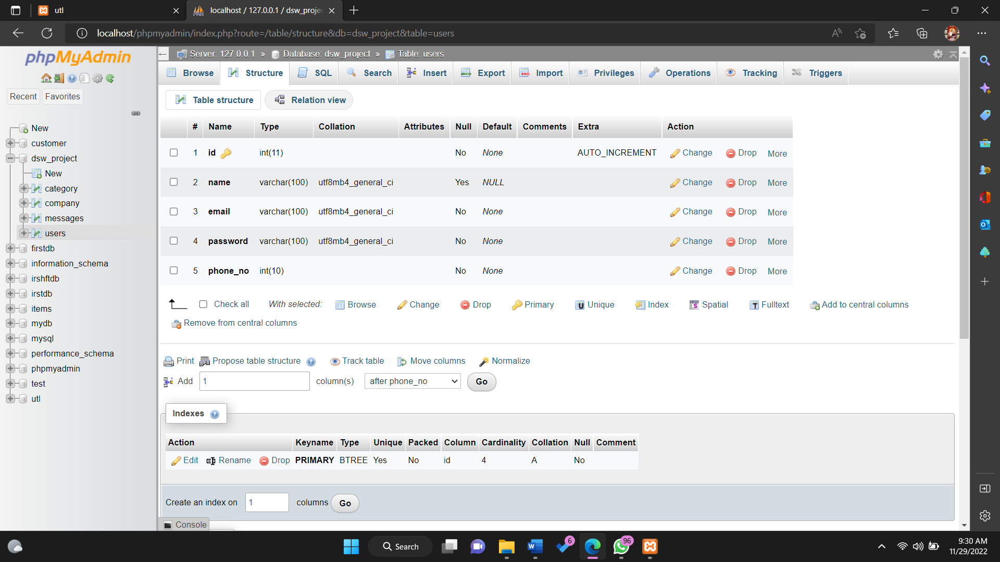 utl
localhost / 127.0.0.1 / dsw_proje
localhost/phpmyadmin/index.php?route=/table/structure&db=dsw_project&table=users
phpMyAdmin
Recent Favorites
New
customer
dsw_project
New
category
company
messages
users
firstdb
information_schema
irshftdb
irstdb
items
mydb
mysql
performance_schema
phpmyadmin
test
utl
Server: 127.0.0.1 » Database: dsw_project » Table: users
Browse Structure SQL Search Insert Export Import Privileges Operations Tracking Triggers
Table structure Relation view
# Name Type Collation Attributes Null Default Comments Extra Action
1 id int(11) No None AUTO_INCREMENT Change Drop More
2 name varchar(100) utf8mb4_general_ci Yes NULL Change Drop More
3 email varchar(100) utf8mb4_general_ci No None Change Drop More
4 password varchar(100) utf8mb4_general_ci No None Change Drop More
5 phone_no int(10) No None Change Drop More
Check all With selected: Browse Change Drop Primary Unique Index Spatial Fulltext Add to central columns
Remove from central columns
Print Propose table structure Track table Move columns Normalize
Add 1 column(s) after phone_no Go
Indexes
Action Keyname Type Unique Packed Column Cardinality Collation Null Comment
Edit Rename Drop PRIMARY BTREE Yes No id 4 A No
Create an index on 1 columns Go
Console
Search
6
96
9:30 AM
11/29/2022